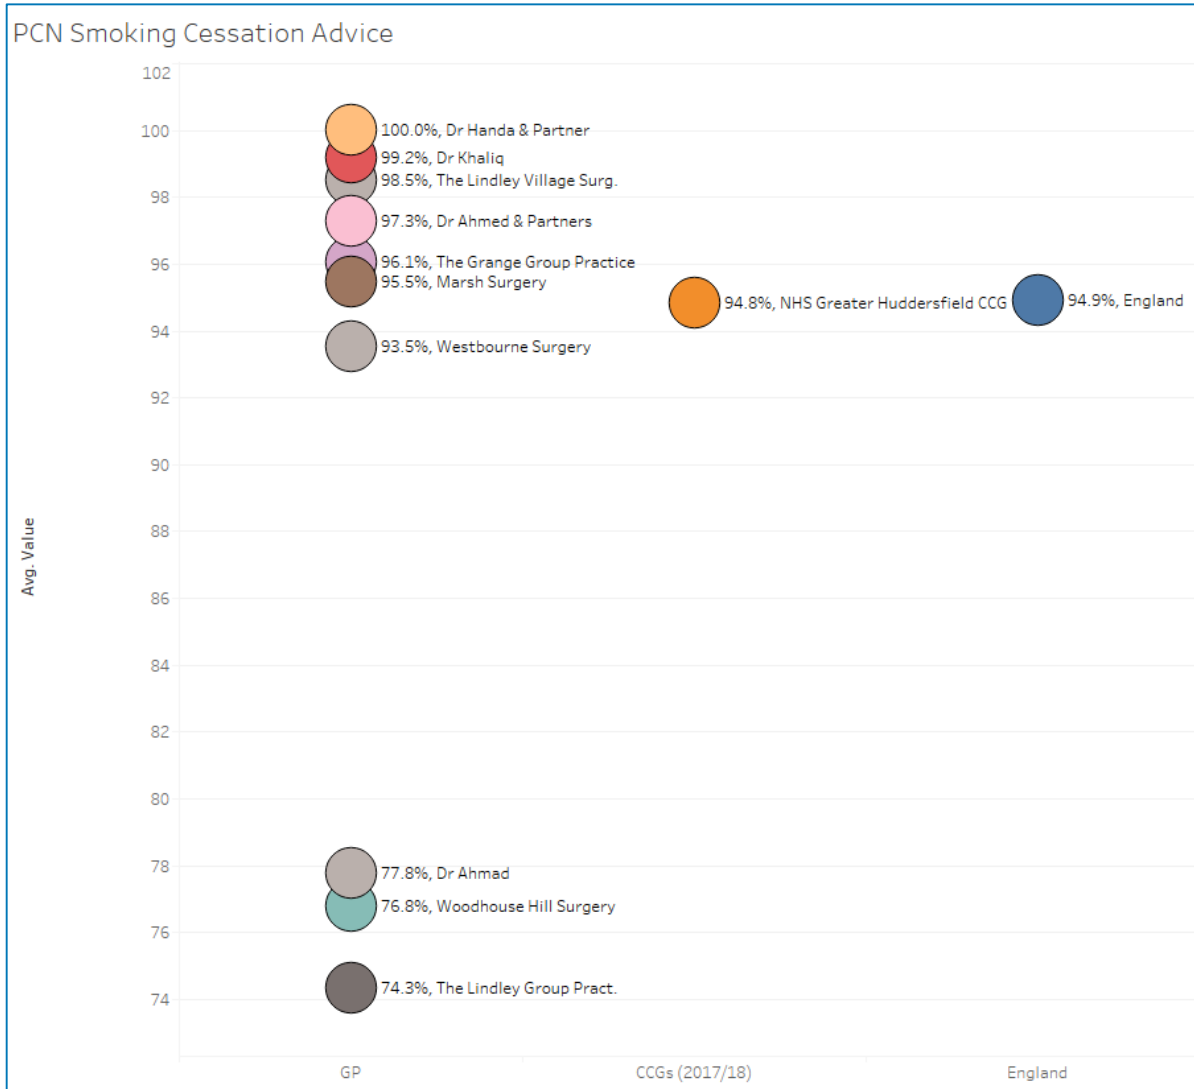 PCN Smoking Cessation Advice
102
100
98
96
94
92
90
88
86
84
82
80
78
76
74
Avg. Value
100.0%, Dr Handa & Partner
99.2%, Dr Khaliq
98.5%, The Lindley Village Surg.
97.3%, Dr Ahmed & Partners
96.1%, The Grange Group Practice
95.5%, Marsh Surgery
94.8%, NHS Greater Huddersfield CCG
94.9%, England
93.5%, Westbourne Surgery
77.8%, Dr Ahmad
76.8%, Woodhouse Hill Surgery
74.3%, The Lindley Group Pract.
GP
CCGs (2017/18)
England